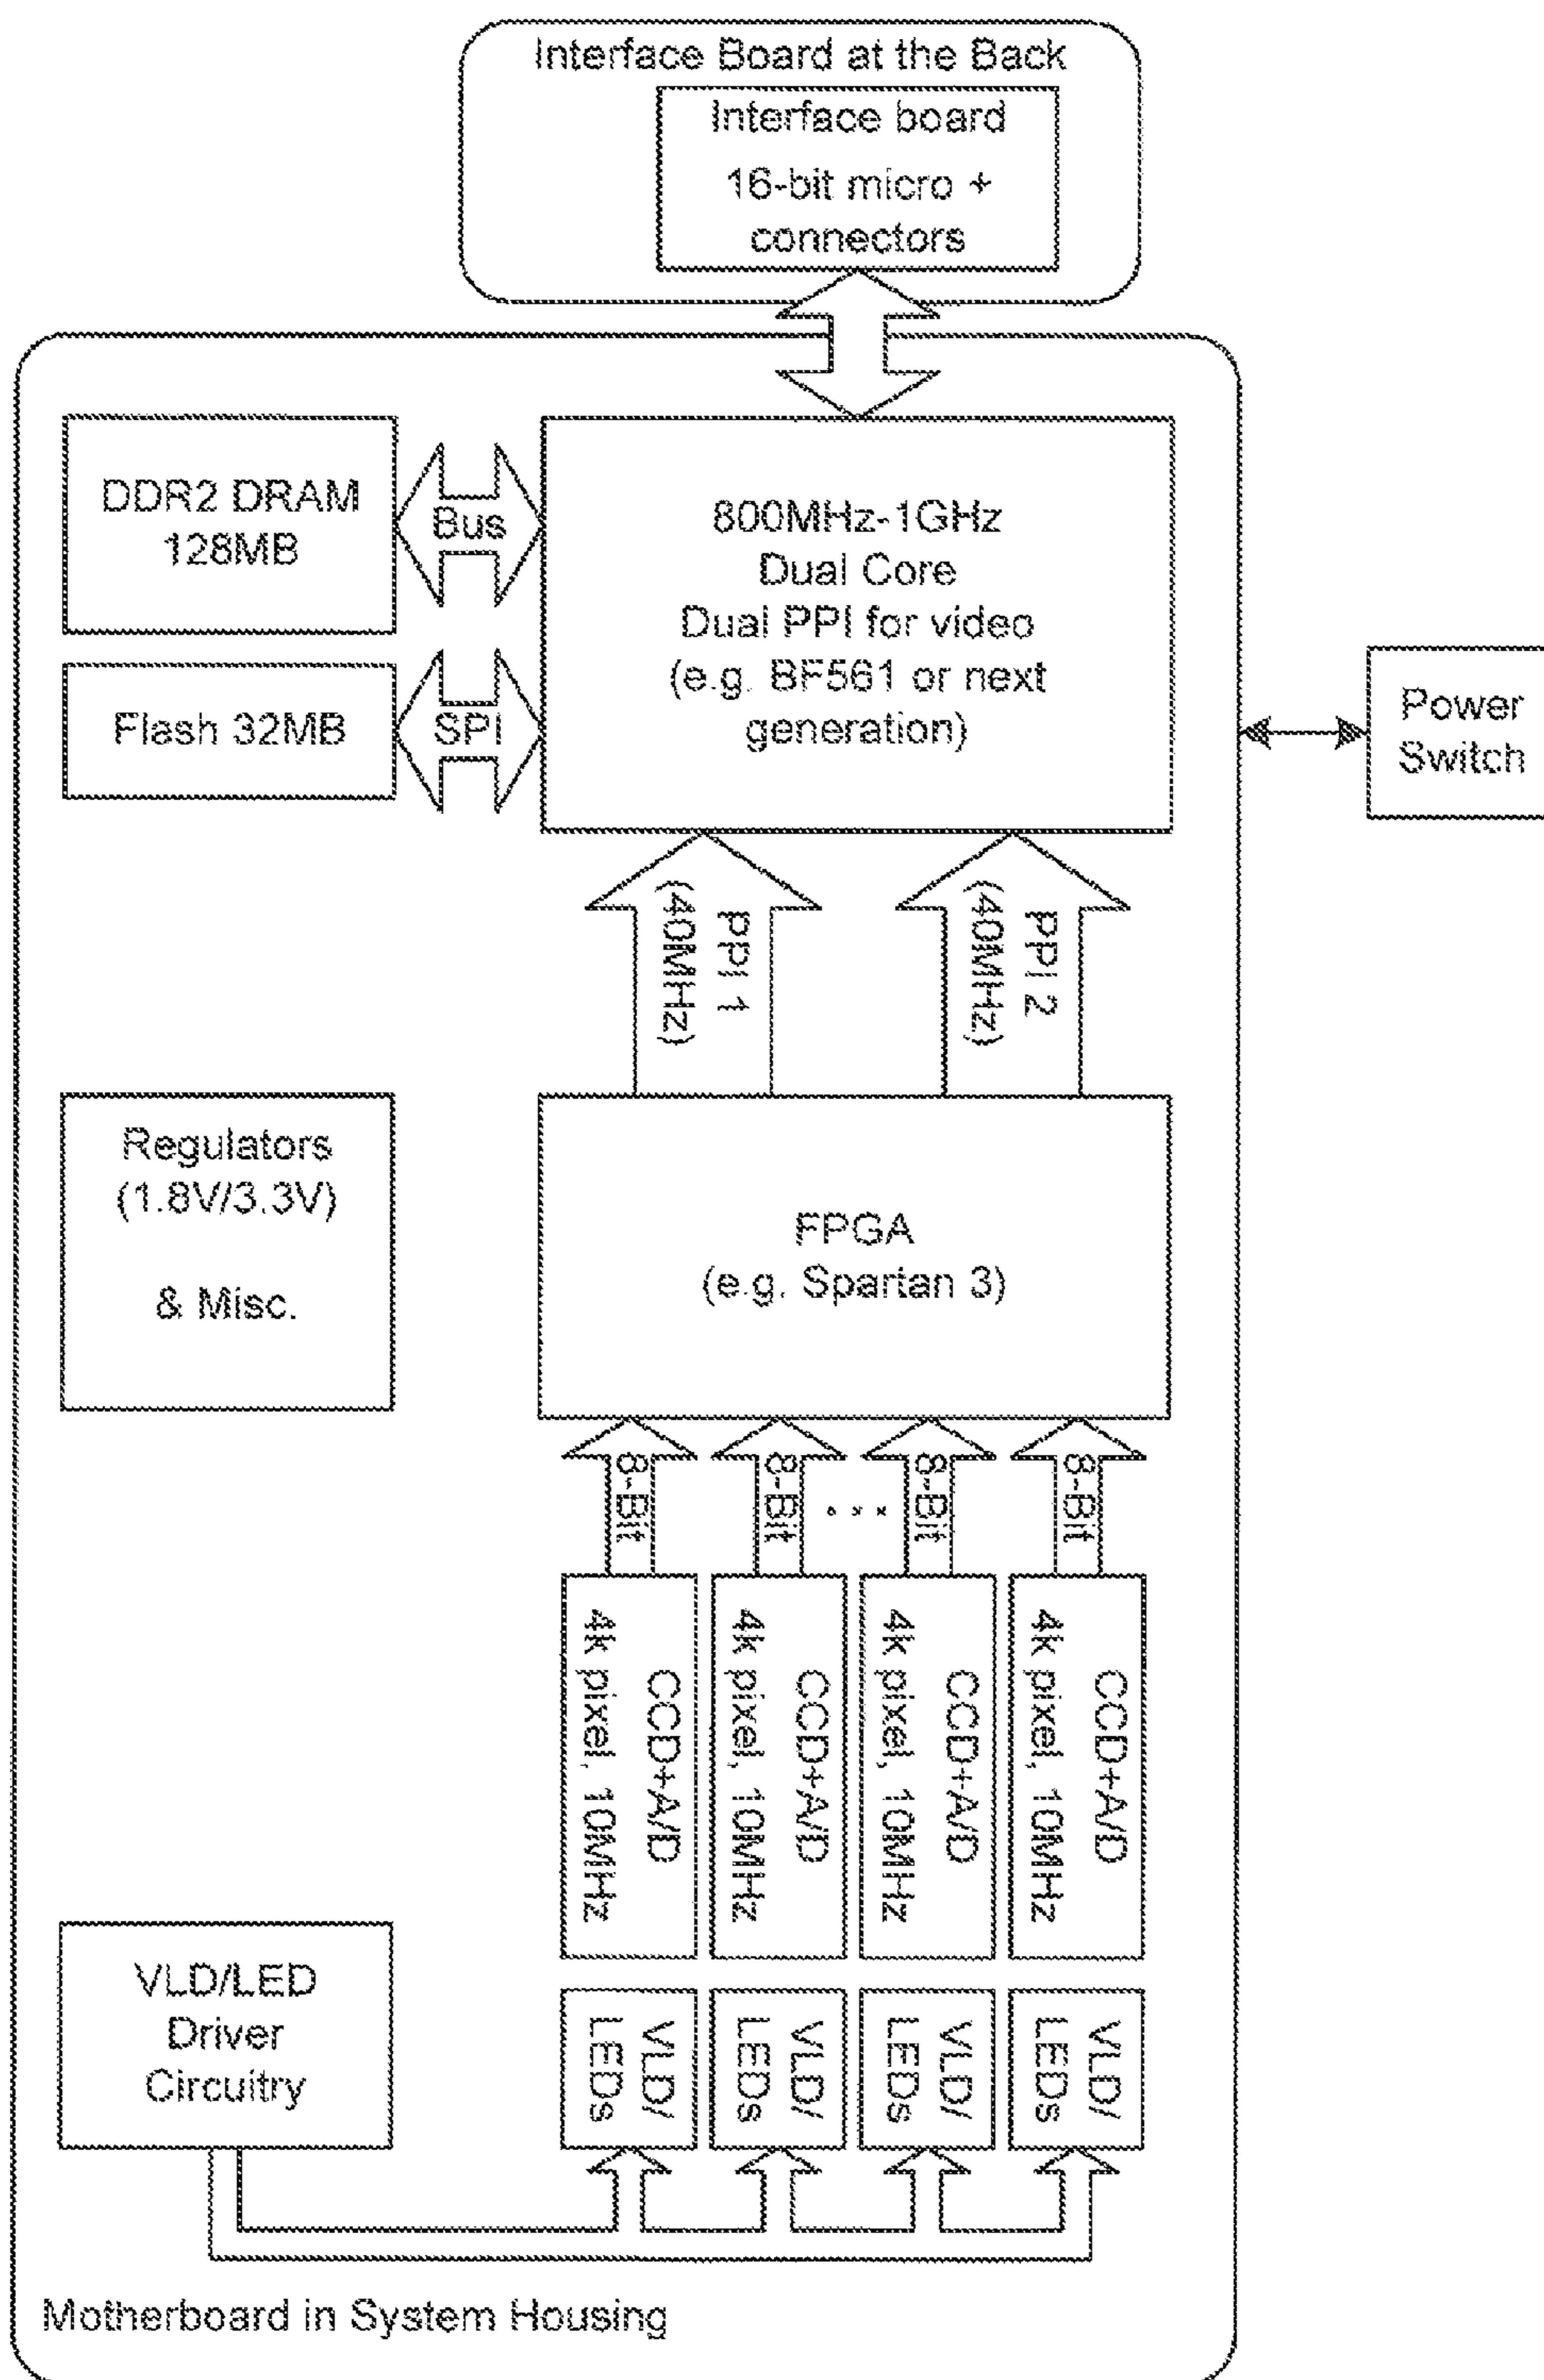 Interface Board at the Back
Interface board
16-bit micro +
connectors
DDR2 DRAM
128MB
Bus
800MHz-1GHz
Dual Core
Dual PPI for video
(e.g. BF561 or next
generation)
Flash 32MB
SPI
Power
Switch
PPI 1
(40MHz)
PPI 2
(40MHz)
Regulators
(1.8V/3.3V)
& Misc.
FPGA
(e.g. Spartan 3)
8-Bit
8-Bit
...
8-Bit
8-Bit
CCD+A/D
4k pixel, 10MHz
CCD+A/D
4k pixel, 10MHz
CCD+A/D
4k pixel, 10MHz
CCD+A/D
4k pixel, 10MHz
VLD/LED
Driver
Circuitry
VLD/
LEDs
VLD/
LEDs
VLD/
LEDs
VLD/
LEDs
Motherboard in System Housing